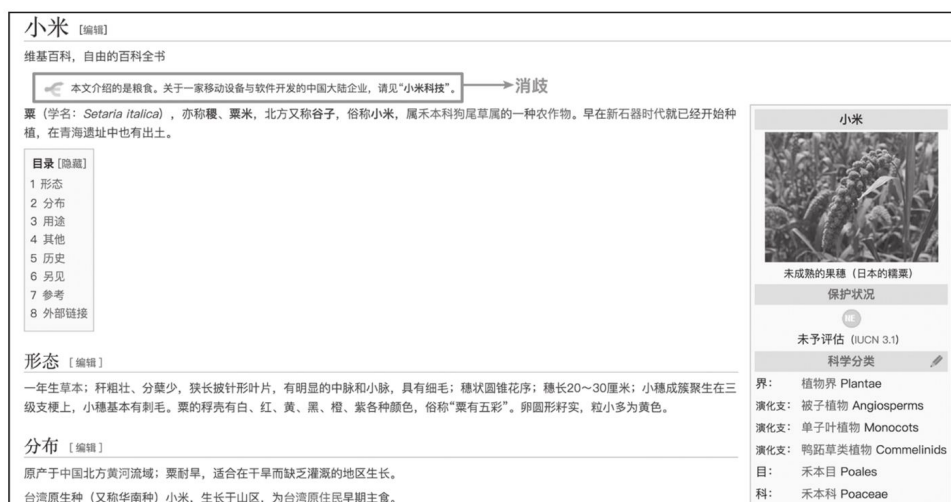 小米 [编辑]
维基百科，自由的百科全书
本文介绍的是粮食。关于一家移动设备与软件开发的中国大陆企业，请见“小米科技”。
消歧
粟（学名：Setaria italica），亦称稷、粟米，北方又称谷子，俗称小米，属禾本科狗尾草属的一种农作物。早在新石器时代就已经开始种
植，在青海遗址中也有出土。
目录 [隐藏]
1 形态
2 分布
3 用途
4 其他
5 历史
6 另见
7 参考
8 外部链接
形态 [编辑]
一年生草本；秆粗壮、分蘖少，狭长披针形叶片，有明显的中脉和小脉，具有细毛；穗状圆锥花序；穗长20～30厘米；小穗成簇聚生在三
级支梗上，小穗基本有刺毛。粟的稃壳有白、红、黄、黑、橙、紫各种颜色，俗称“粟有五彩”。卵圆形籽实，粒小多为黄色。
分布 [编辑]
原产于中国北方黄河流域；粟耐旱，适合在干旱而缺乏灌溉的地区生长。
台湾原生种（又称华南种）小米，生长于山区，为台湾原住民早期主食。
小米
未成熟的果穗（日本的糯粟）
保护状况
NE
未予评估 (IUCN 3.1)
科学分类
界： 植物界 Plantae
演化支： 被子植物 Angiosperms
演化支： 单子叶植物 Monocots
演化支： 鸭跖草类植物 Commelinids
目： 禾本目 Poales
科： 禾本科 Poaceae